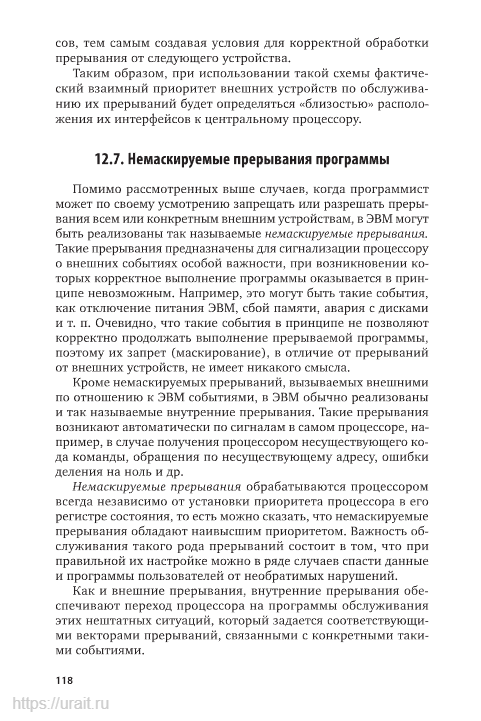 сов, тем самым создавая условия для корректной обработки
прерывания от следующего устройства.
Таким образом, при использовании такой схемы фактиче-
ский взаимный приоритет внешних устройств по обслужива-
нию их прерываний будет определяться «близостью» располо-
жения их интерфейсов к центральному процессору.
12.7. Немаскируемые прерывания программы
Помимо рассмотренных выше случаев, когда программист
может по своему усмотрению запрещать или разрешать преры-
вания всем или конкретным внешним устройствам, в ЭВМ могут
быть реализованы так называемые немаскируемые прерывания.
Такие прерывания предназначены для сигнализации процессору
о внешних событиях особой важности, при возникновении ко-
торых корректное выполнение программы оказывается в прин-
ципе невозможным. Например, это могут быть такие события,
как отключение питания ЭВМ, сбой памяти, авария с дисками
и т. п. Очевидно, что такие события в принципе не позволяют
корректно продолжать выполнение прерываемой программы,
поэтому их запрет (маскирование), в отличие от прерываний
от внешних устройств, не имеет никакого смысла.
Кроме немаскируемых прерываний, вызываемых внешними
по отношению к ЭВМ событиями, в ЭВМ обычно реализованы
и так называемые внутренние прерывания. Такие прерывания
возникают автоматически по сигналам в самом процессоре, на-
пример, в случае получения процессором несуществующего ко-
да команды, обращения по несуществующему адресу, ошибки
деления на ноль и др.
Немаскируемые прерывания обрабатываются процессором
всегда независимо от установки приоритета процессора в его
регистре состояния, то есть можно сказать, что немаскируемые
прерывания обладают наивысшим приоритетом. Важность об-
служивания такого рода прерываний состоит в том, что при
правильной их настройке можно в ряде случаев спасти данные
и программы пользователей от необратимых нарушений.
Как и внешние прерывания, внутренние прерывания обе-
спечивают переход процессора на программы обслуживания
этих нештатных ситуаций, который задается соответствующи-
ми векторами прерываний, связанными с конкретными таки-
ми событиями.
118
https://urait.ru